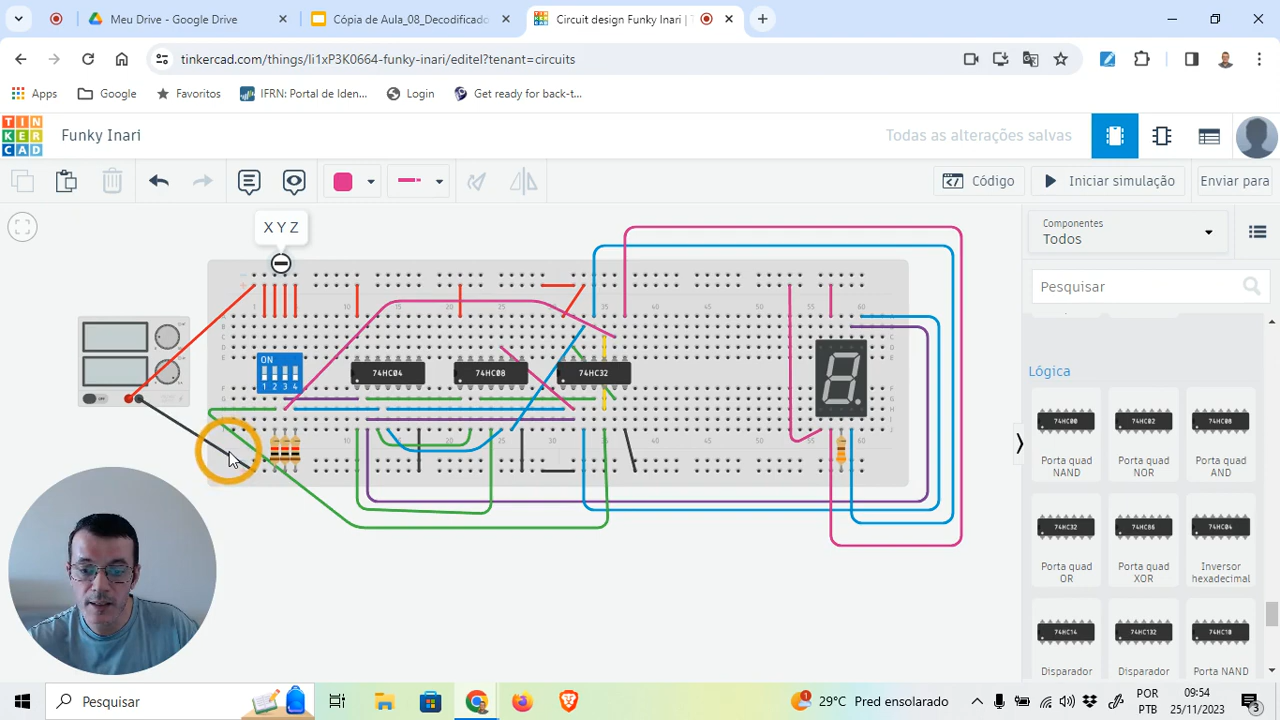 Meu Drive - Google Drive
Cópia de Aula_08_Decodificado
Circuit design Funky Inari | T
tinkercad.com/things/li1xP3K0664-funky-inari/editel?tenant=circuits
Apps
Google
Favoritos
IFRN: Portal de Iden...
Login
Get ready for back-t...
TIN
KER
CAD
Funky Inari
Todas as alterações salvas
Código
Iniciar simulação
Enviar para
X Y Z
Componentes
Todos
Pesquisar
ON
1 2 3 4
74HC04
74HC08
74HC32
Lógica
74HC00
74HC02
74HC08
Porta quad NAND
Porta quad NOR
Porta quad AND
74HC32
74HC86
74HC04
Porta quad OR
Porta quad XOR
Inversor hexadecimal
74HC14
74HC132
74HC10
Disparador
Disparador
Porta NAND
Pesquisar
29°C Pred ensolarado
POR
PTB
09:54
25/11/2023
3